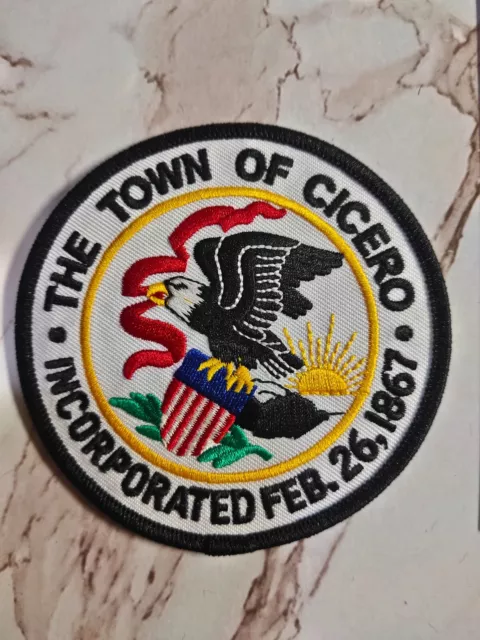 • THE TOWN OF CICERO •
INCORPORATED FEB. 26, 1867